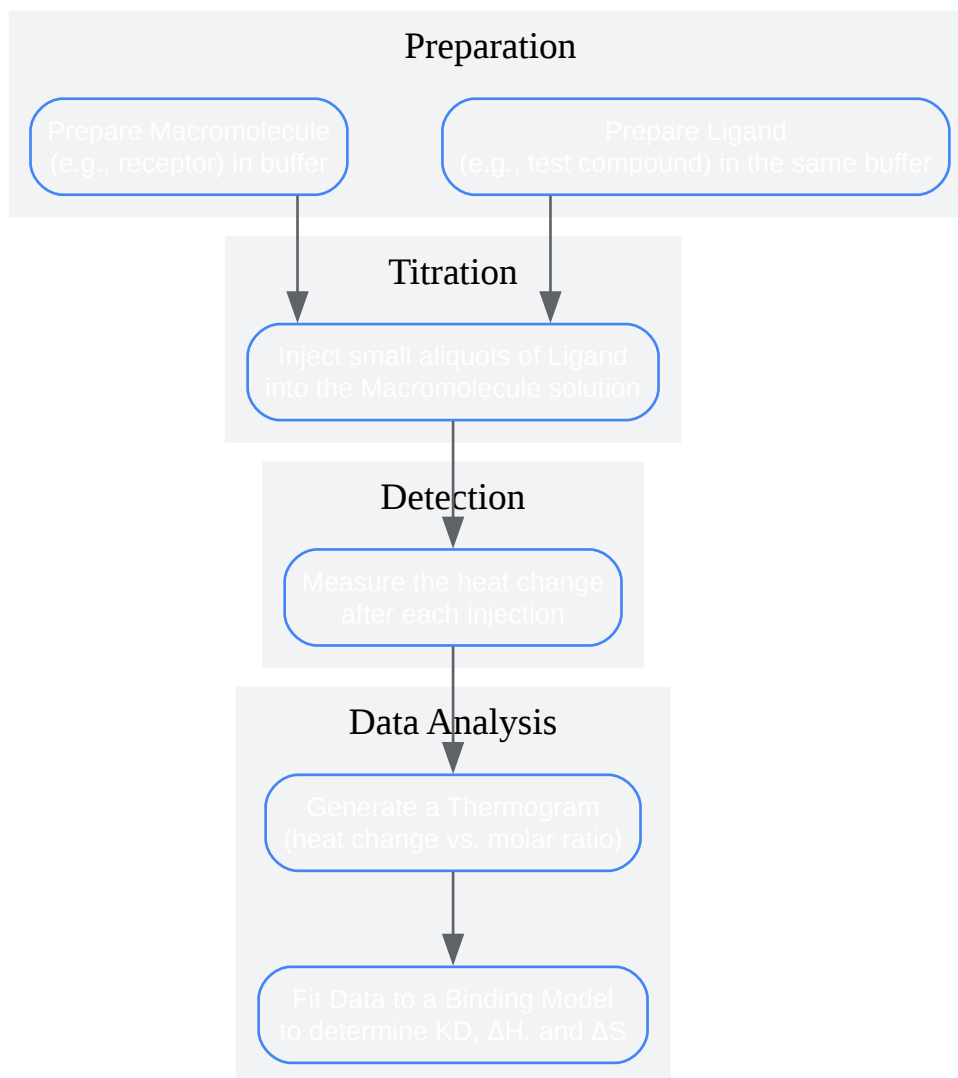 Preparation
Prepare Macromolecule
(e.g., receptor) in buffer
Prepare Ligand
(e.g., test compound) in the same buffer
Titration
Inject small aliquots of Ligand
into the Macromolecule solution
Detection
Measure the heat change
after each injection
Data Analysis
Generate a Thermogram
(heat change vs. molar ratio)
Fit Data to a Binding Model
to determine KD, ΔH, and ΔS